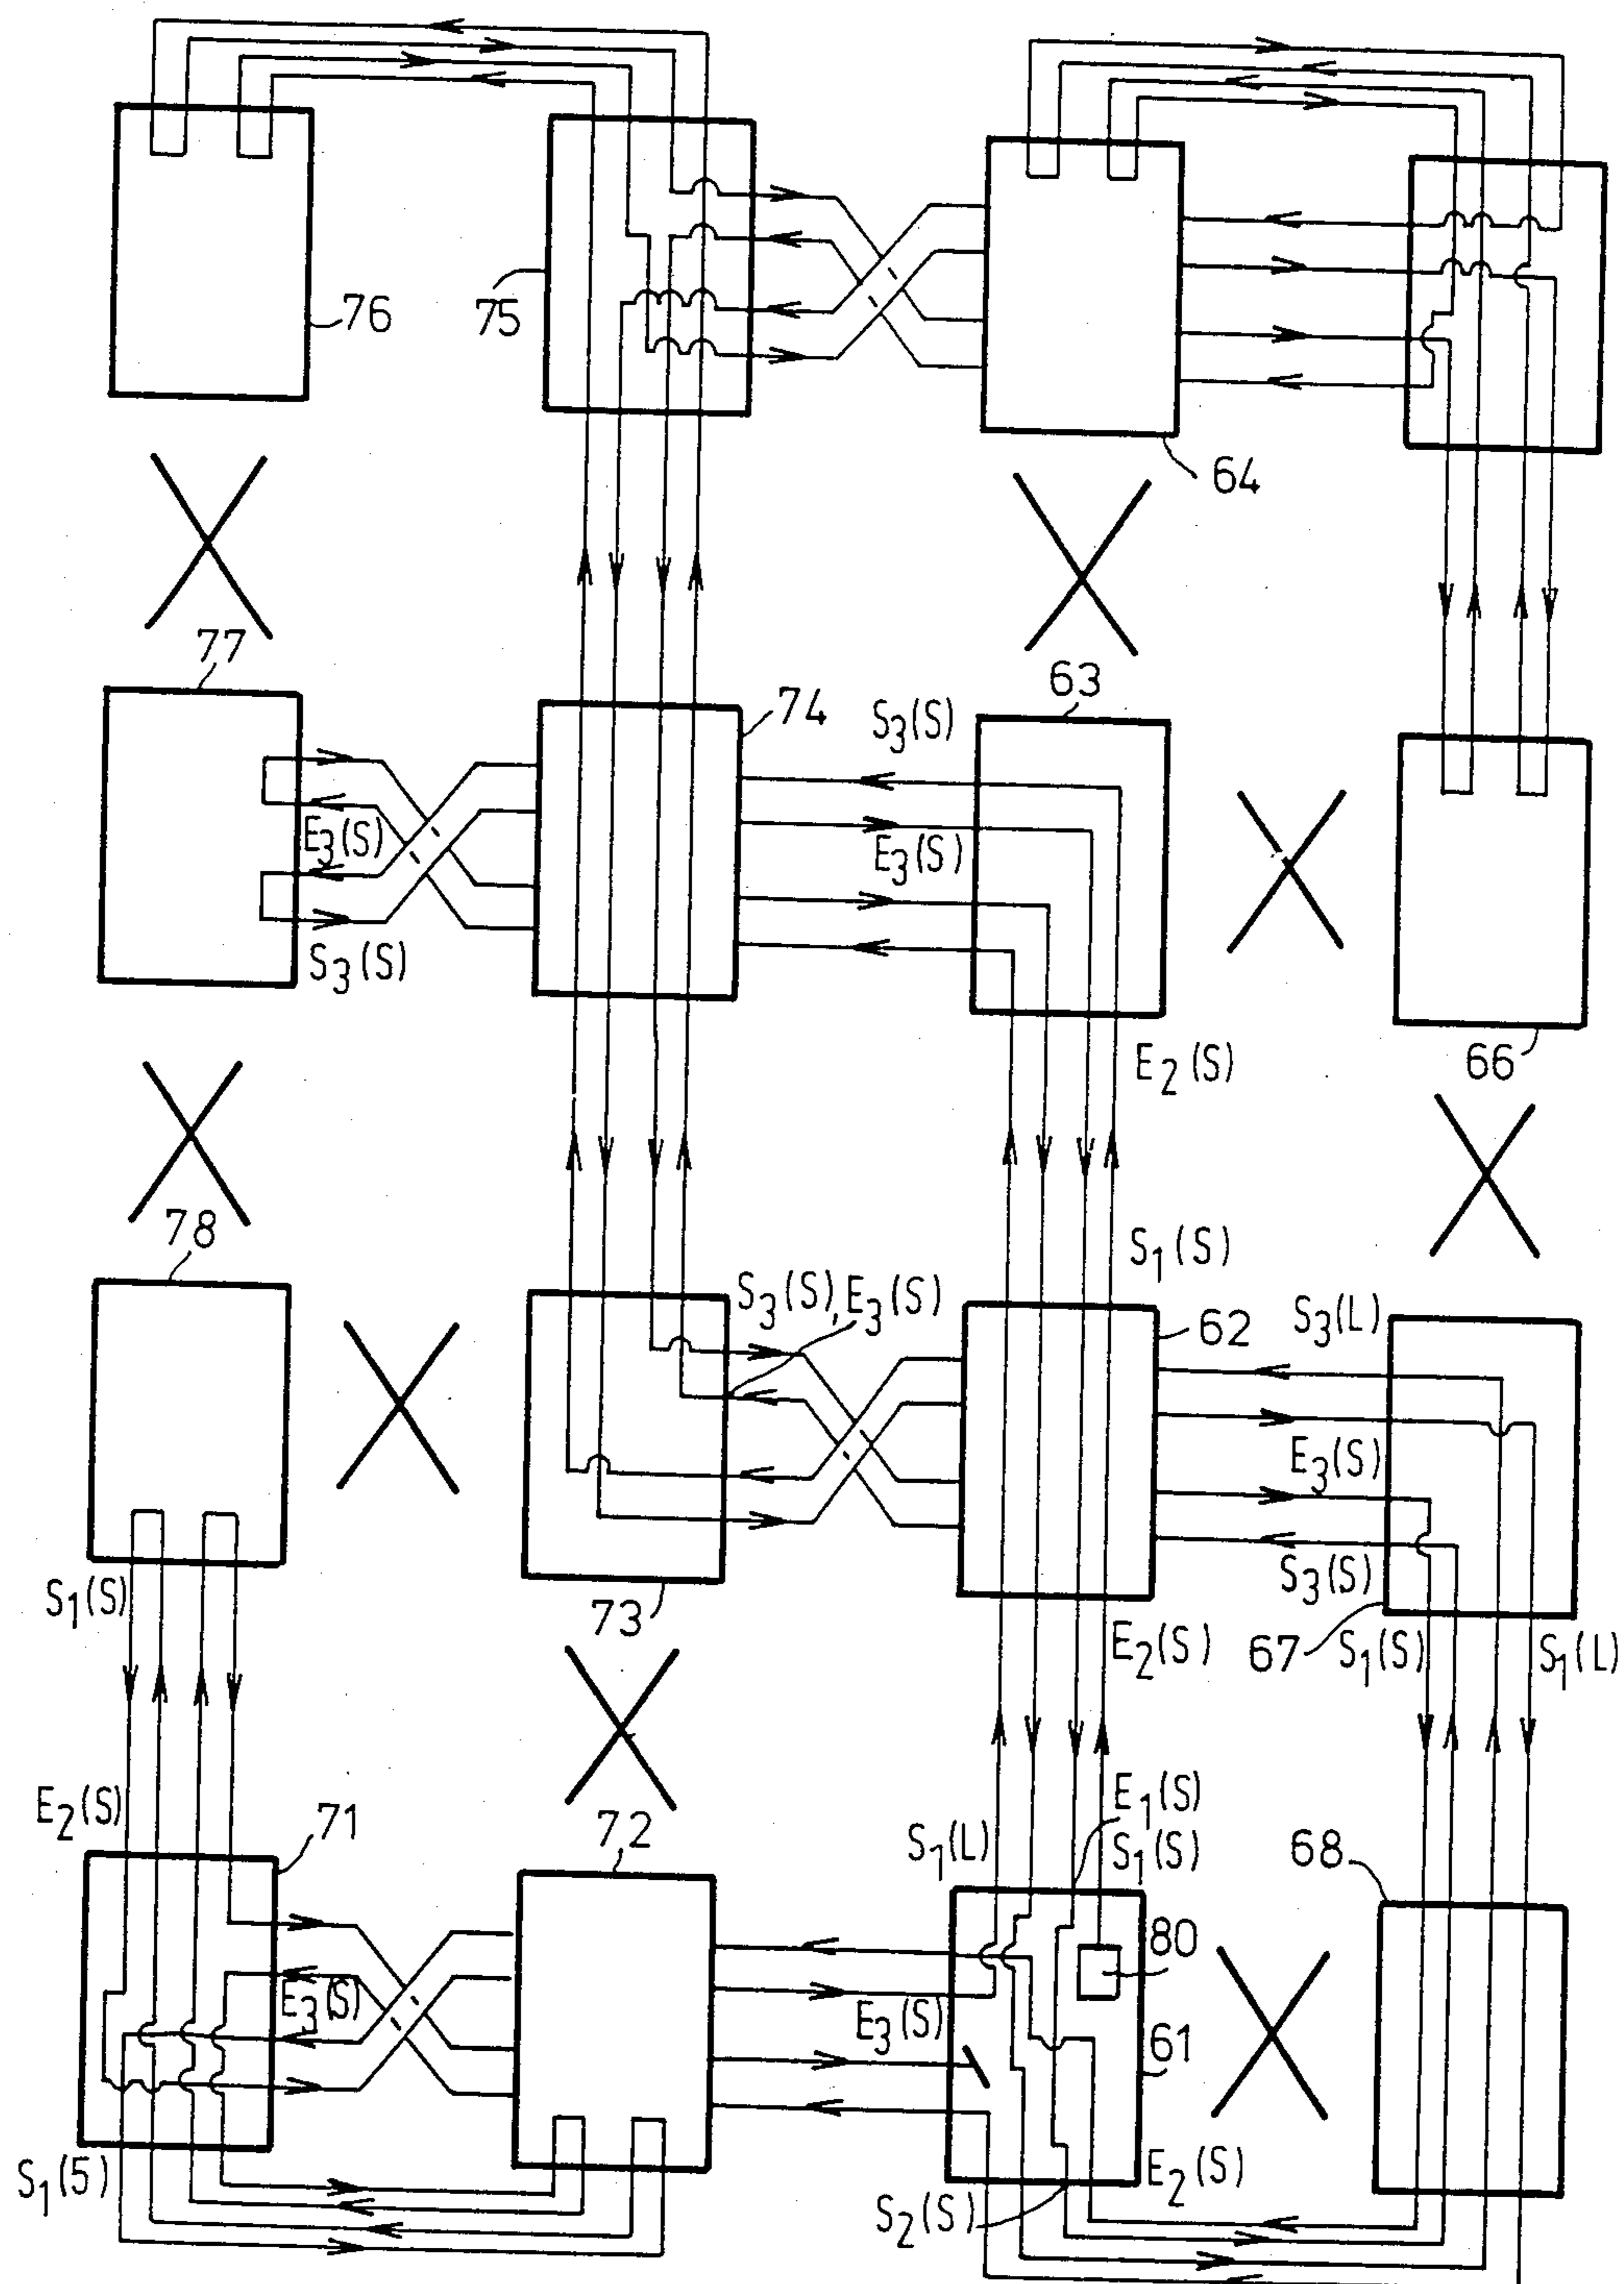 76
75
64
77
74
S3(S)
63
E3(S)
E3(S)
S3(S)
E2(S)
66
S1(S)
78
S3(S),E3(S)
62
S3(L)
E3(S)
S3(S)
S1(S)
73
E2(S)
67
S1(S)
S1(L)
E2(S)
71
72
S1(L)
E1(S)
S1(S)
68
80
E3(S)
E3(S)
61
S1(5)
E2(S)
S2(S)